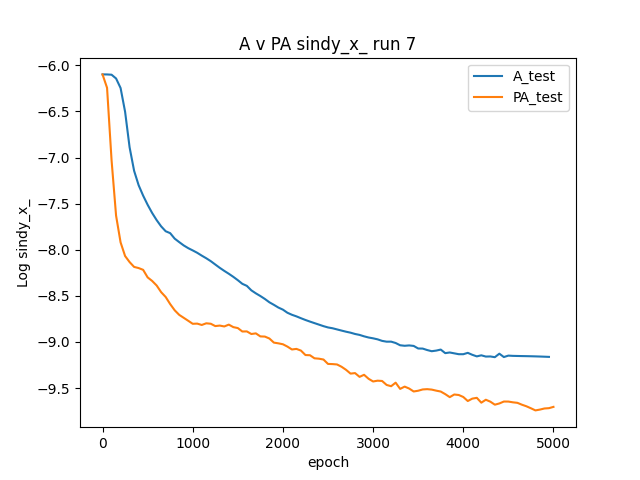 A v PA sindy_x_ run 7
A_test
PA_test
Log sindy_x_
−6.0
−6.5
−7.0
−7.5
−8.0
−8.5
−9.0
−9.5
0 1000 2000 3000 4000 5000
epoch